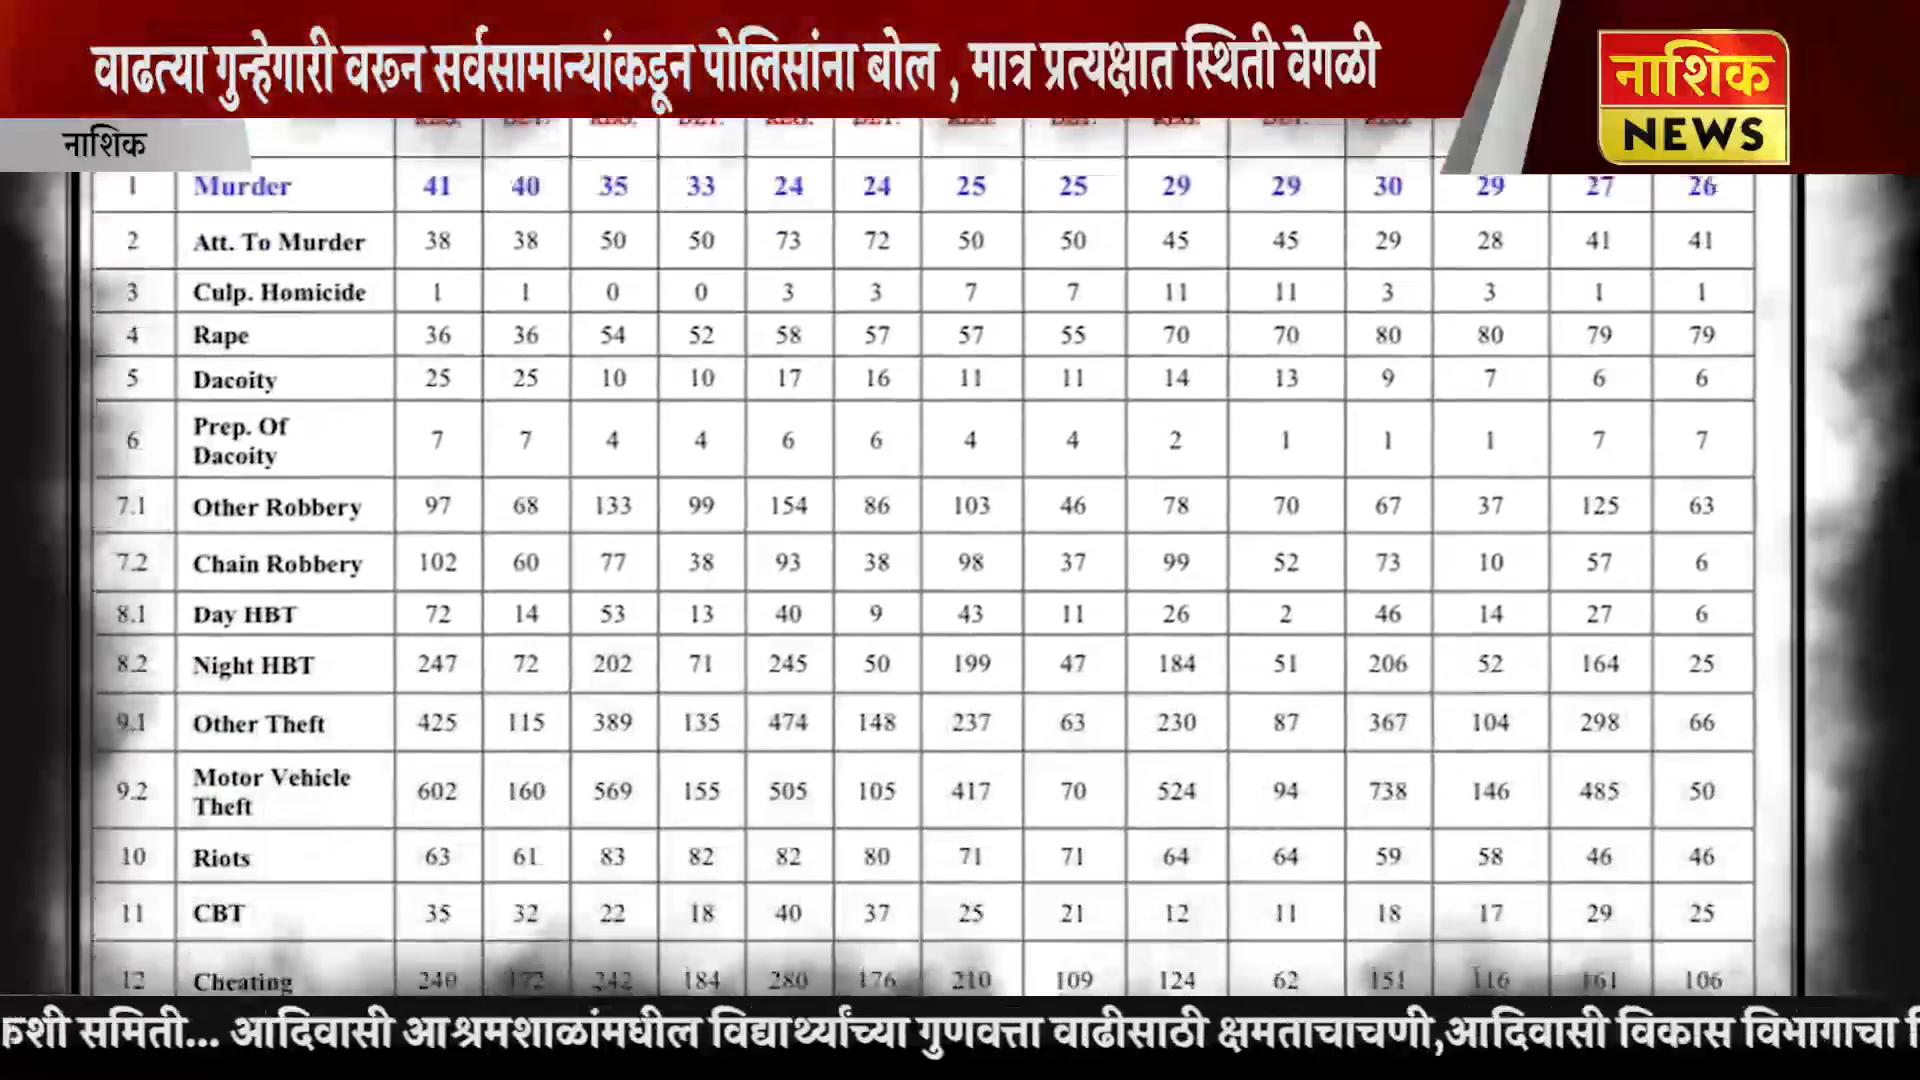 वाढत्या गुन्हेगारी वरून सर्वसामान्यांकडून पोलिसांना बोल , मात्र प्रत्यक्षात स्थिती वेगळी
नाशिक
NEWS
नाशिक
1 Murder 41 40 35 33 24 24 25 25 29 29 30 29 27 26
2 Att. To Murder 38 38 50 50 73 72 50 50 45 45 29 28 41 41
3 Culp. Homicide 1 1 0 0 3 3 7 7 11 11 3 3 1 1
4 Rape 36 36 54 52 58 57 57 55 70 70 80 80 79 79
5 Dacoity 25 25 10 10 17 16 11 11 14 13 9 7 6 6
6 Prep. Of Dacoity 7 7 4 4 6 6 4 4 2 1 1 1 7 7
7.1 Other Robbery 97 68 133 99 154 86 103 46 78 70 67 37 125 63
7.2 Chain Robbery 102 60 77 38 93 38 98 37 99 52 73 10 57 6
8.1 Day HBT 72 14 53 13 40 9 43 11 26 2 46 14 27 6
8.2 Night HBT 247 72 202 71 245 50 199 47 184 51 206 52 164 25
9.1 Other Theft 425 115 389 135 474 148 237 63 230 87 367 104 298 66
9.2 Motor Vehicle Theft 602 160 569 155 505 105 417 70 524 94 738 146 485 50
10 Riots 63 61 83 82 82 80 71 71 64 64 59 58 46 46
11 CBT 35 32 22 18 40 37 25 21 12 11 18 17 29 25
12 Cheating 240 172 242 184 280 176 210 109 124 62 151 116 161 106
समिती... आदिवासी आश्रमशाळांमधील विद्यार्थ्यांच्या गुणवत्ता वाढीसाठी क्षमताचाचणी,आदिवासी विकास विभागाचा